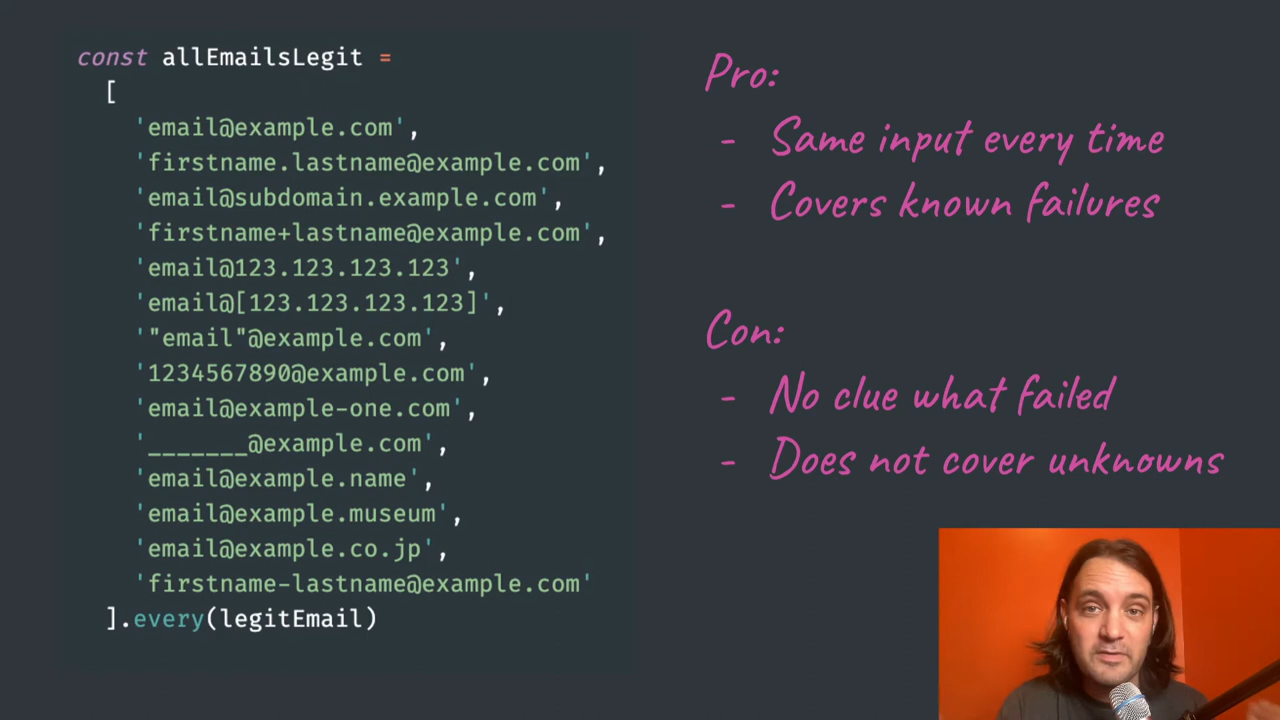 const allEmailsLegit =
[
'email@example.com',
'firstname.lastname@example.com',
'email@subdomain.example.com',
'firstname+lastname@example.com',
'email@123.123.123.123',
'email@[123.123.123.123]',
'"email"@example.com',
'1234567890@example.com',
'email@example-one.com',
'_______@example.com',
'email@example.name',
'email@example.museum',
'email@example.co.jp',
'firstname-lastname@example.com'
].every(legitEmail)
Pro:
- Same input every time
- Covers known failures
Con:
- No clue what failed
- Does not cover unknowns